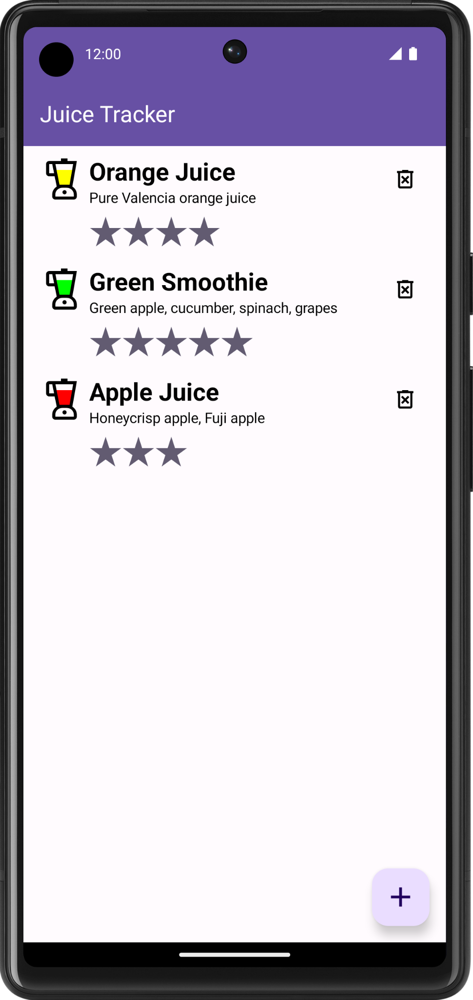 12:00
Juice Tracker
Orange Juice
Pure Valencia orange juice
Green Smoothie
Green apple, cucumber, spinach, grapes
Apple Juice
Honeycrisp apple, Fuji apple